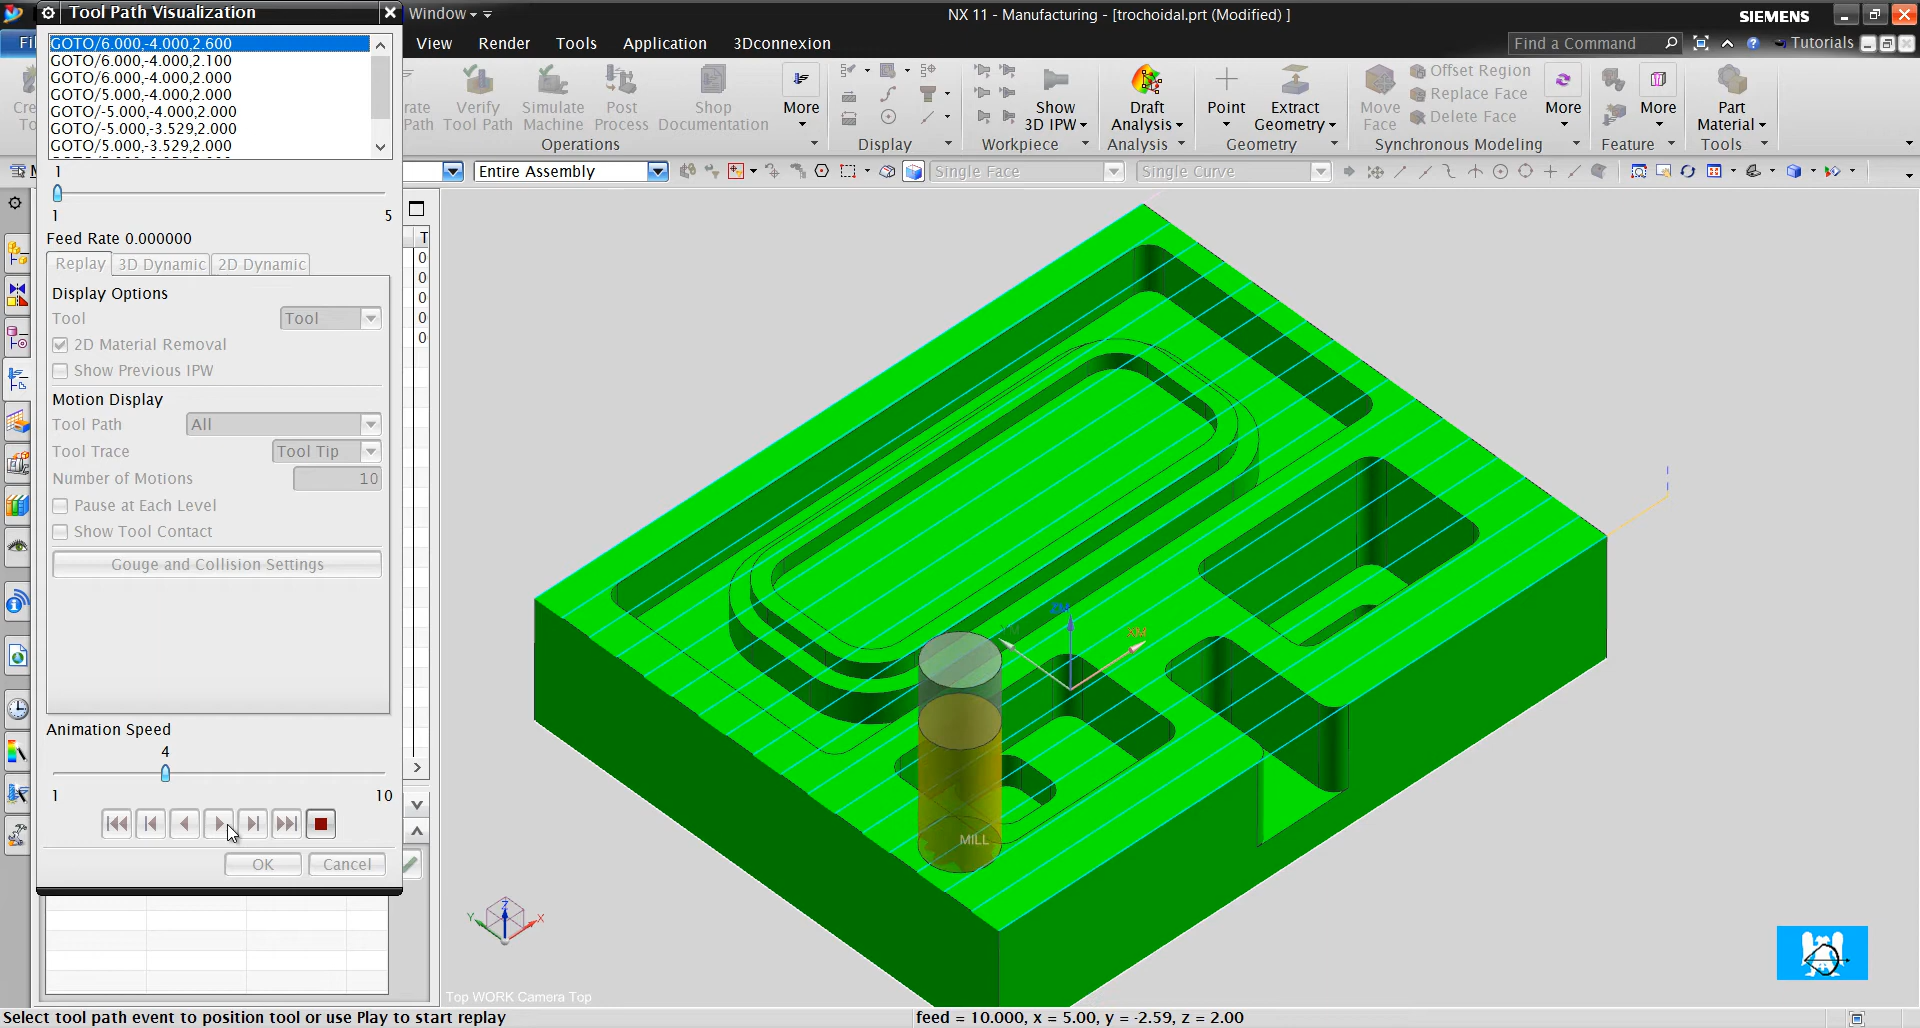 Tool Path Visualization
Window
NX 11 - Manufacturing - [trochoidal.prt (Modified) ]
SIEMENS
View
Render
Tools
Application
3Dconnexion
Find a Command
Tutorials
GOTO/6.000,-4.000,2.600
GOTO/6.000,-4.000,2.100
GOTO/6.000,-4.000,2.000
GOTO/5.000,-4.000,2.000
GOTO/-5.000,-4.000,2.000
GOTO/-5.000,-3.529,2.000
GOTO/5.000,-3.529,2.000
Verify Tool Path
Simulate Machine
Post Process
Shop Documentation
More
Operations
Display
Show 3D IPW
Workpiece
Draft Analysis
Analysis
Point
Extract Geometry
Geometry
Move Face
Offset Region
Replace Face
Delete Face
More
Synchronous Modeling
More
Feature
Part Material
Tools
Entire Assembly
Single Face
Single Curve
1
1 5
Feed Rate 0.000000
Replay
3D Dynamic
2D Dynamic
Display Options
Tool
Tool
2D Material Removal
Show Previous IPW
Motion Display
Tool Path
All
Tool Trace
Tool Tip
Number of Motions
10
Pause at Each Level
Show Tool Contact
Gouge and Collision Settings
Animation Speed
4
1 10
OK
Cancel
T
0
0
0
0
0
ZM
YM
XM
MILL
Z
Y
X
Top WORK Camera Top
Select tool path event to position tool or use Play to start replay
feed = 10.000, x = 5.00, y = -2.59, z = 2.00